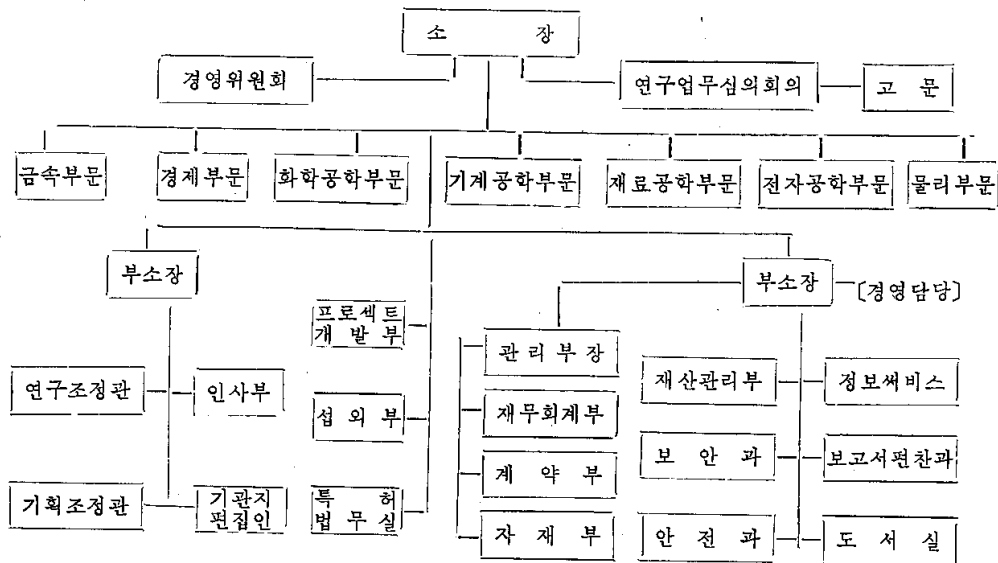 소 장
경영위원회
연구업무심의회의
고 문
금속부문
경제부문
화학공학부문
기계공학부문
재료공학부문
전자공학부문
물리부문
부소장
부소장
〔경영담당〕
프로젝트
개 발 부
관 리 부 장
연구조정관
인사부
재산관리부
정보써비스
섭 외 부
재무회계부
계 약 부
보 안 과
보고서편찬과
기획조정관
기관지
편집인
특 허
법무실
자 재 부
안 전 과
도 서 실